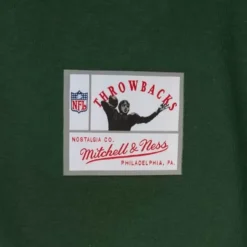 THROWBACKS
NFL
NOSTALGIA CO.
Mitchell & Ness
PHILADELPHIA, PA.